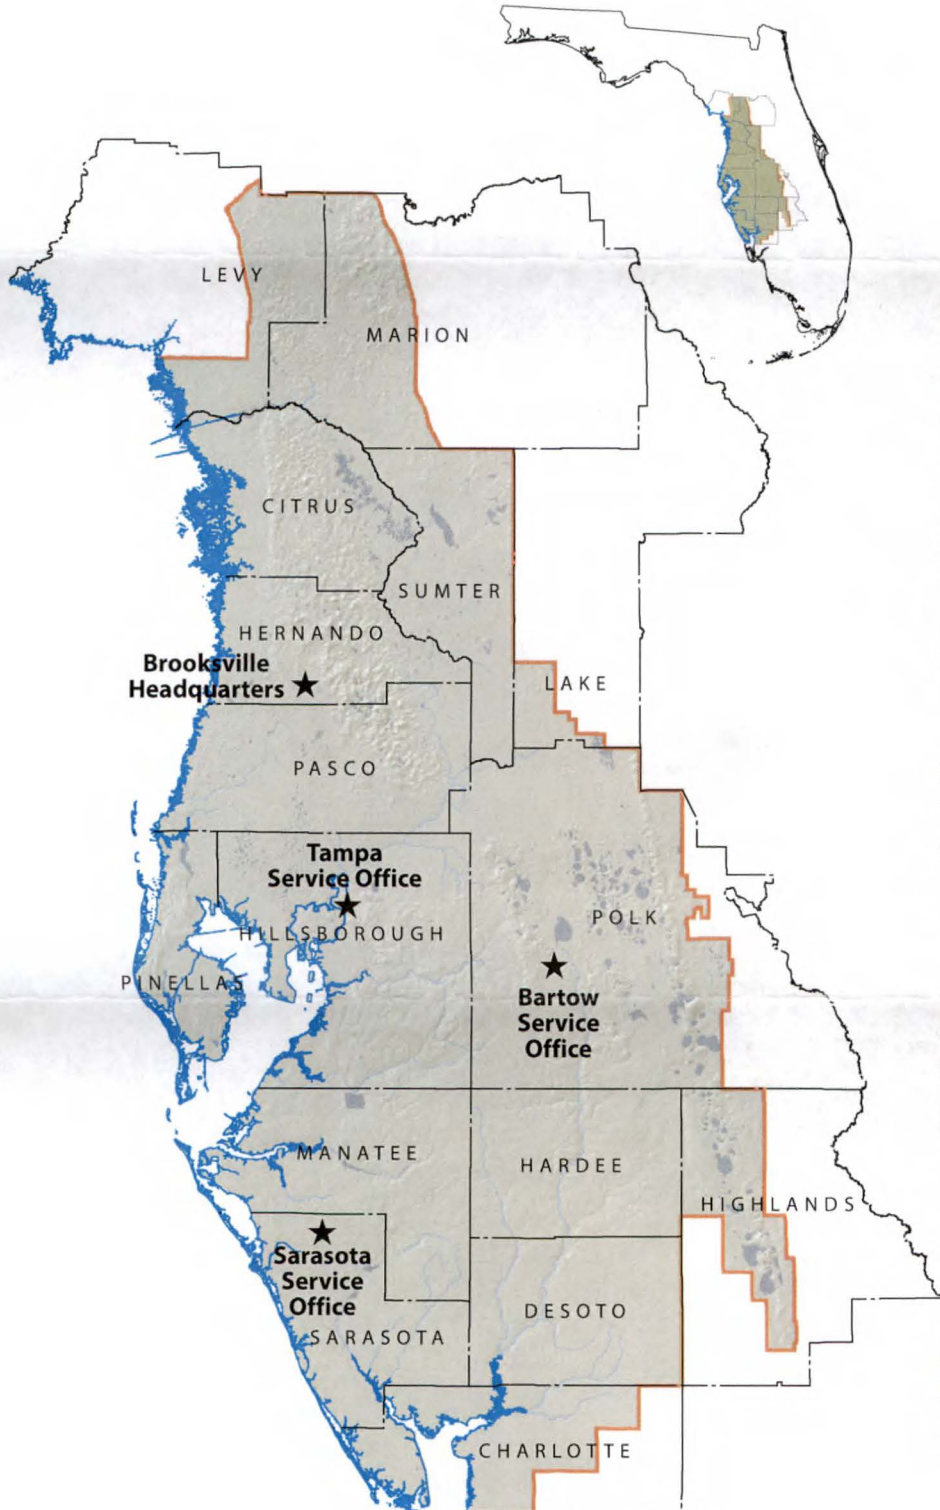 LEVY
MARION
CITRUS
SUMTER
HERNANDO
Brooksville
Headquarters
LAKE
PASCO
Tampa
Service Office
HILLSBOROUGH
POLK
PINELLAS
Bartow
Service
Office
MANATEE
HARDEE
HIGHLANDS
Sarasota
Service
Office
DESOTO
SARASOTA
CHARLOTTE